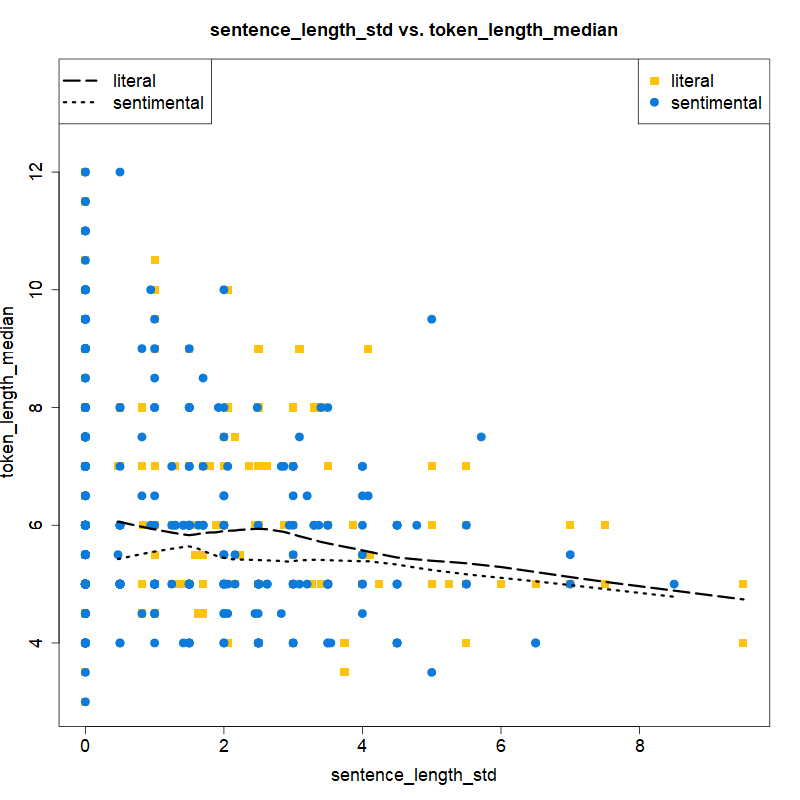 sentence_length_std vs. token_length_median
literal
sentimental
literal
sentimental
token_length_median
12
10
8
6
4
0 2 4 6 8
sentence_length_std